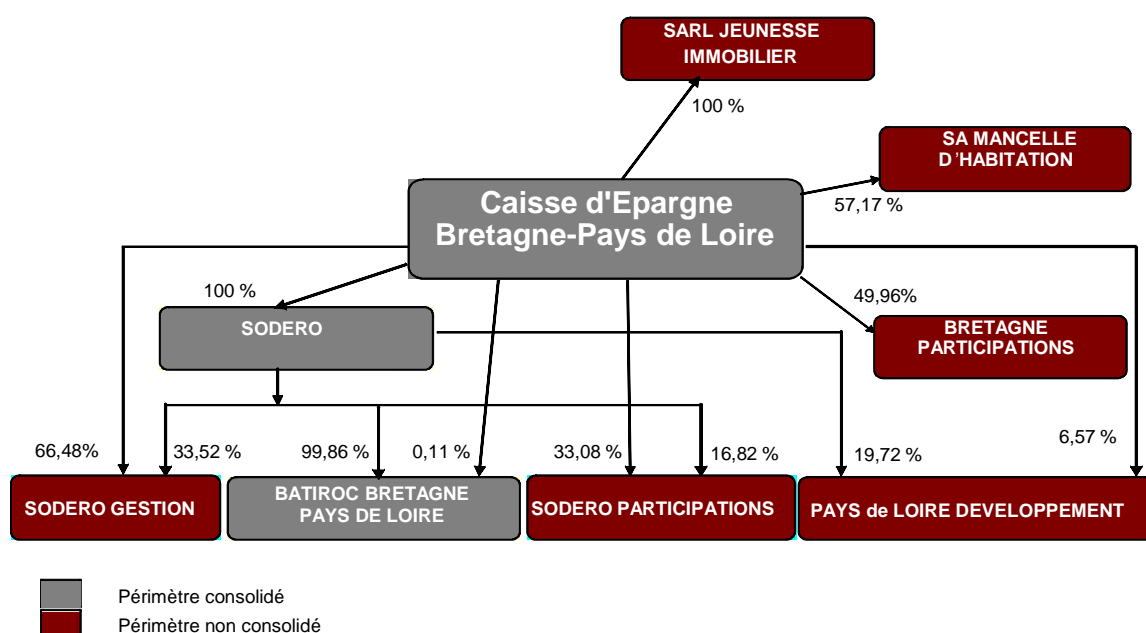 SARL JEUNESSE
IMMOBILIER
100 %
SA MANCELLE
D'HABITATION
57,17 %
Caisse d'Epargne
Bretagne-Pays de Loire
100 %
SODERO
49,96%
BRETAGNE
PARTICIPATIONS
66,48%
33,52 %
99,86 %
0,11 %
33,08 %
16,82 %
19,72 %
6,57 %
SODERO GESTION
BATIROC BRETAGNE
PAYS DE LOIRE
SODERO PARTICIPATIONS
PAYS de LOIRE DEVELOPPEMENT
Périmètre consolidé
Périmètre non consolidé